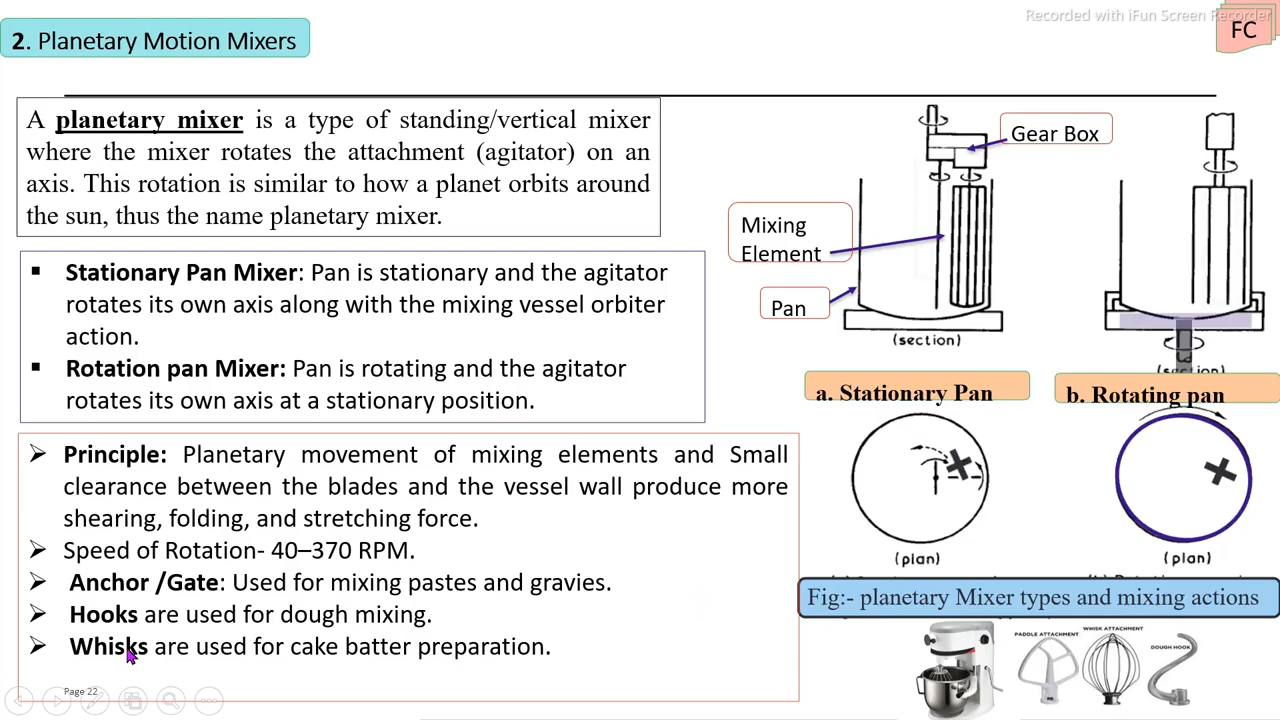 Recorded with iFun Screen Recorder
FC
2. Planetary Motion Mixers
A planetary mixer is a type of standing/vertical mixer
where the mixer rotates the attachment (agitator) on an
axis. This rotation is similar to how a planet orbits around
the sun, thus the name planetary mixer.
▪ Stationary Pan Mixer: Pan is stationary and the agitator
rotates its own axis along with the mixing vessel orbiter
action.
▪ Rotation pan Mixer: Pan is rotating and the agitator
rotates its own axis at a stationary position.
➢ Principle: Planetary movement of mixing elements and Small
clearance between the blades and the vessel wall produce more
shearing, folding, and stretching force.
➢ Speed of Rotation- 40–370 RPM.
➢ Anchor /Gate: Used for mixing pastes and gravies.
➢ Hooks are used for dough mixing.
➢ Whisks are used for cake batter preparation.
Page 22
Gear Box
Mixing
Element
Pan
(section)
(section)
a. Stationary Pan
b. Rotating pan
(plan)
(plan)
Fig:- planetary Mixer types and mixing actions
PADDLE ATTACHMENT
WHISK ATTACHMENT
DOUGH HOOK